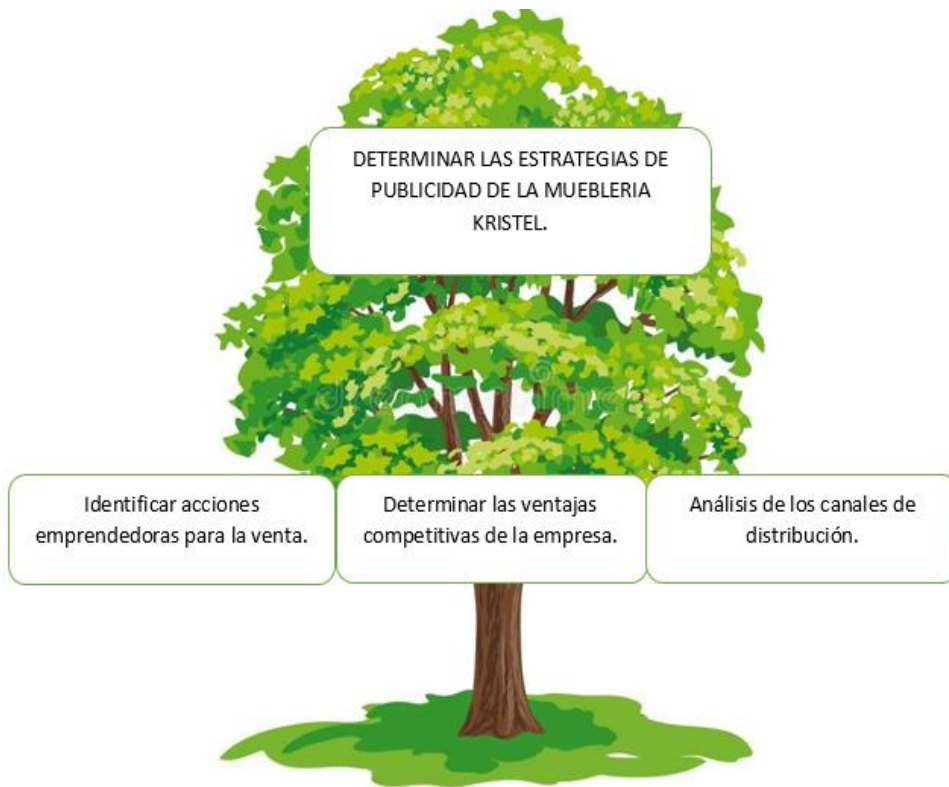 DETERMINAR LAS ESTRATEGIAS DE
PUBLICIDAD DE LA MUEBLERIA
KRISTEL.
Identificar acciones
emprendedoras para la venta.
Determinar las ventajas
competitivas de la empresa.
Análisis de los canales de
distribución.